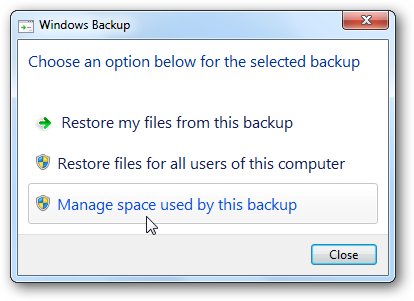 Windows Backup
Choose an option below for the selected backup
Restore my files from this backup
Restore files for all users of this computer
Manage space used by this backup
Close